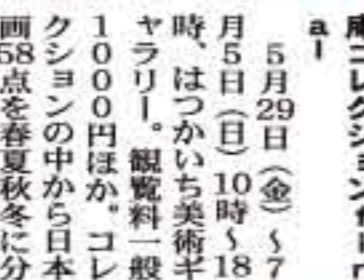 コレクション
a—
5月29日（金）～7
月5日（日）10時～18
時、はつかいち美術ギ
ャラリー。観覧料一般
1000円ほか。コレ
クションの中から日本
画58点を春夏秋冬に分